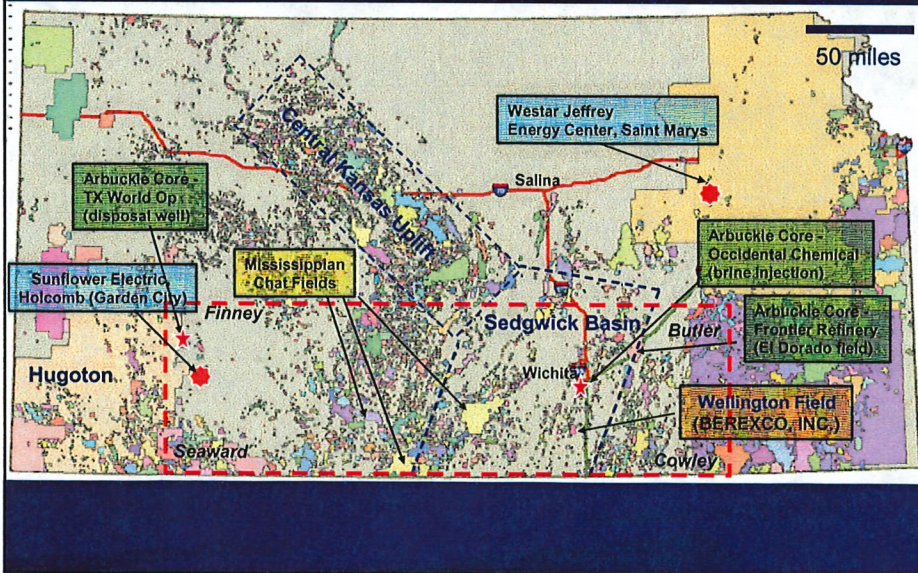 50 miles
Westar Jeffrey
Energy Center, Saint Marys
Central Kansas Uplift
Salina
Arbuckle Core -
TX World Op
(disposal well)
Arbuckle Core -
Occidental Chemical
(brine injection)
Mississippian
Chat Fields
Sunflower Electric,
Holcomb (Garden City)
Finney
Sedgwick Basin
Butler
Arbuckle Core -
Frontier Refinery
(El Dorado field)
Hugoton
Wichita
Wellington Field
(BEREXCO, INC.)
Seaward
Cowley